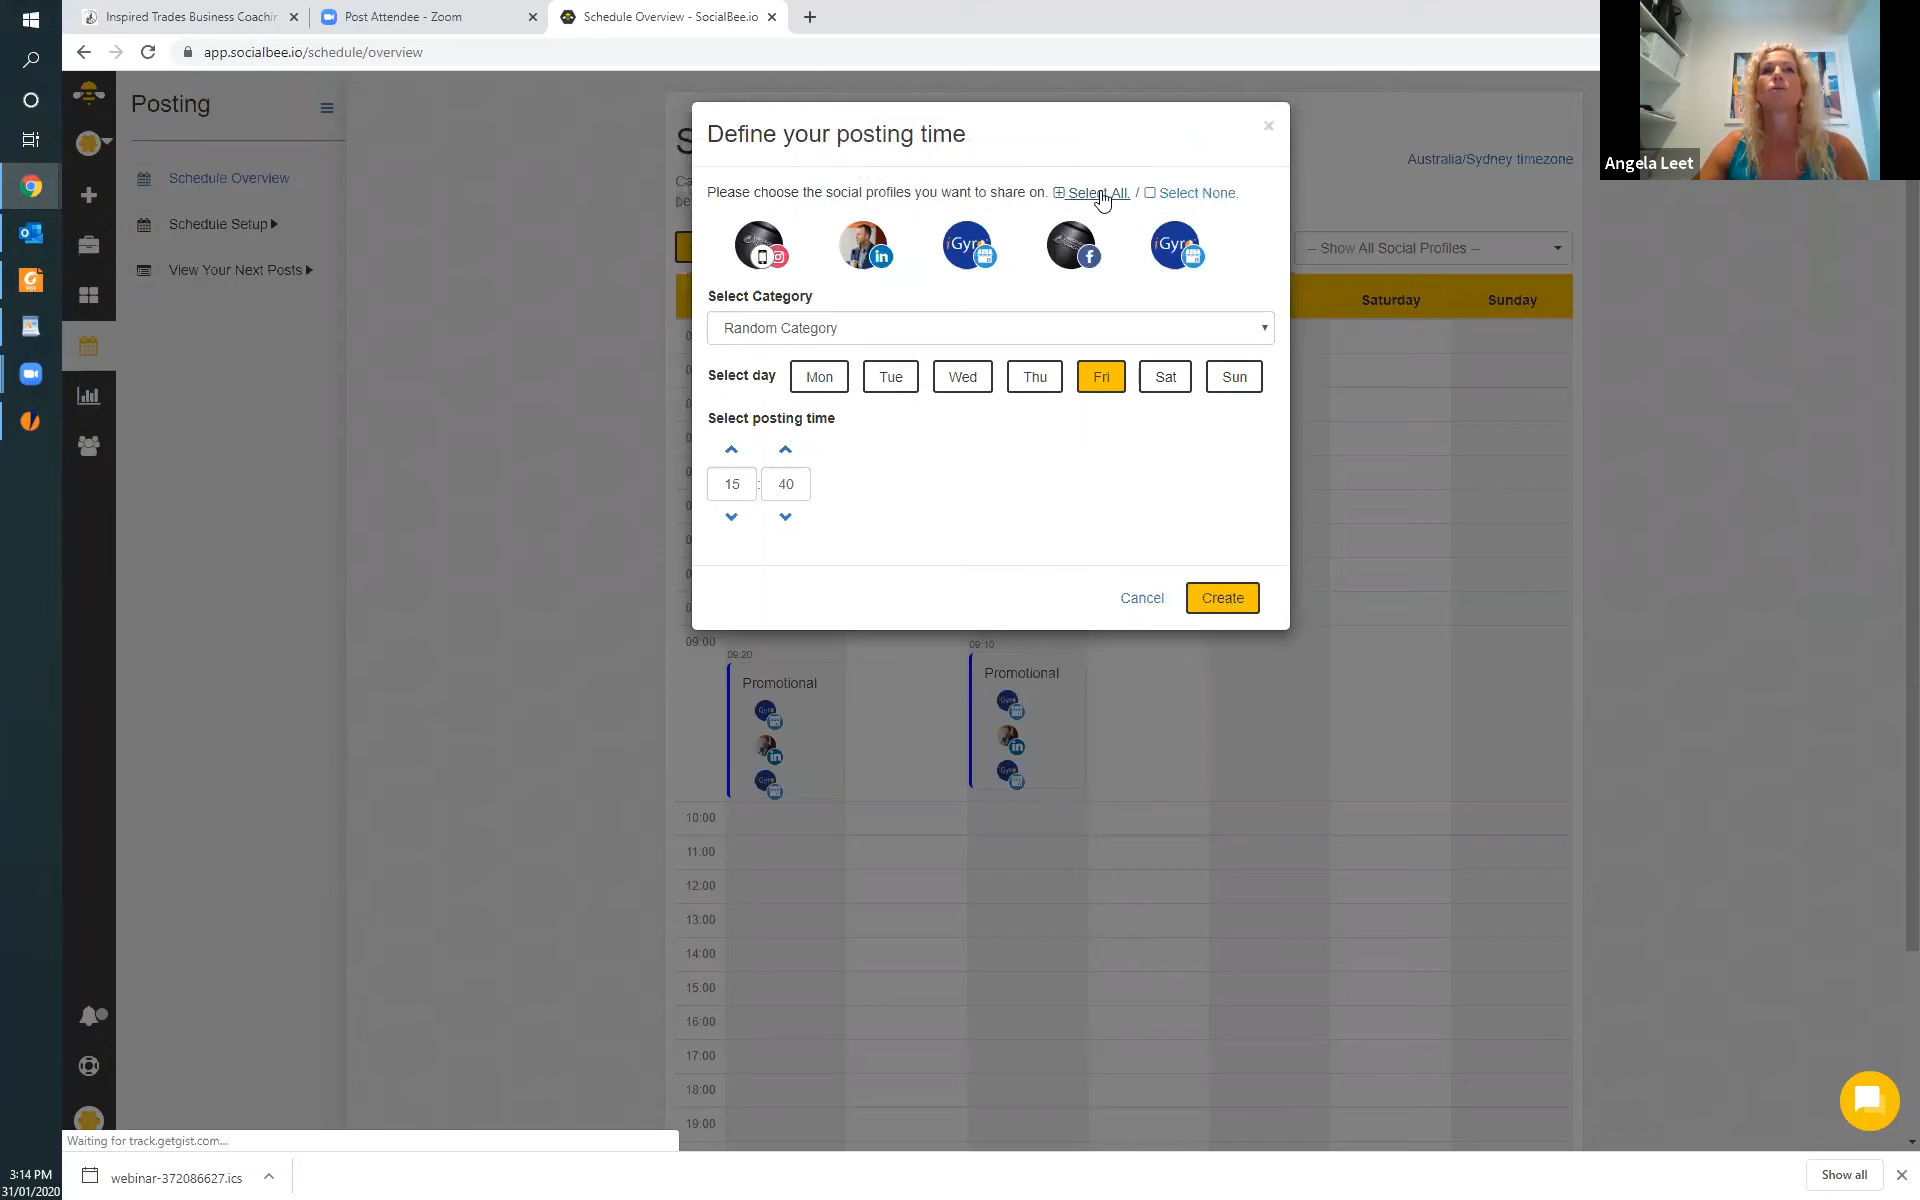 Inspired Trades Business Coachin
Post Attendee - Zoom
Schedule Overview - SocialBee.io
app.socialbee.io/schedule/overview
Angela Leet
Posting
Schedule Overview
Schedule Setup
View Your Next Posts
Australia/Sydney timezone
-- Show All Social Profiles --
Saturday
Sunday
Define your posting time
Please choose the social profiles you want to share on. Select All. / Select None.
iGyro
iGyro
Select Category
Random Category
Select day
Mon
Tue
Wed
Thu
Fri
Sat
Sun
Select posting time
15 : 40
Cancel
Create
09:00
09:20
Promotional
09:10
Promotional
10:00
11:00
12:00
13:00
14:00
15:00
16:00
17:00
18:00
19:00
Waiting for track.getgist.com...
webinar-372086627.ics
Show all
3:14 PM
31/01/2020